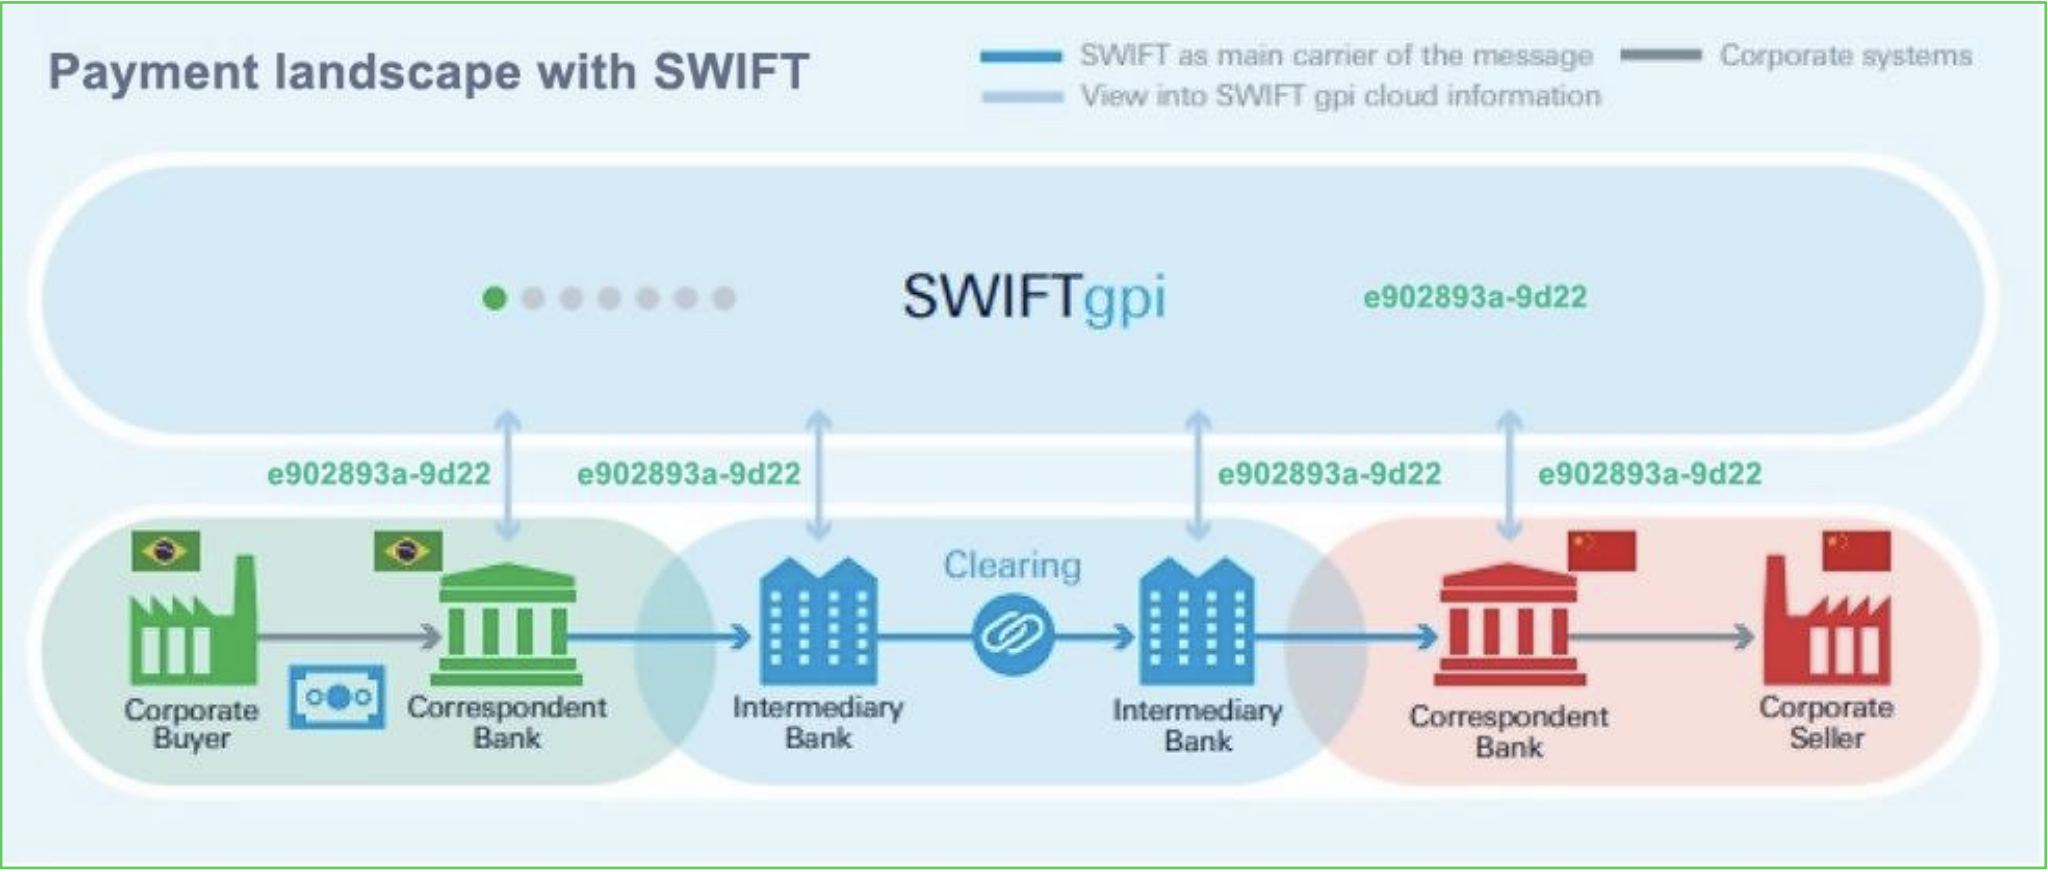 Payment landscape with SWIFT
SWIFT as main carrier of the message
Corporate systems
View into SWIFT gpi cloud information
SWIFTgpi
e902893a-9d22
e902893a-9d22
e902893a-9d22
e902893a-9d22
e902893a-9d22
Clearing
Corporate
Buyer
Correspondent
Bank
Intermediary
Bank
Intermediary
Bank
Correspondent
Bank
Corporate
Seller